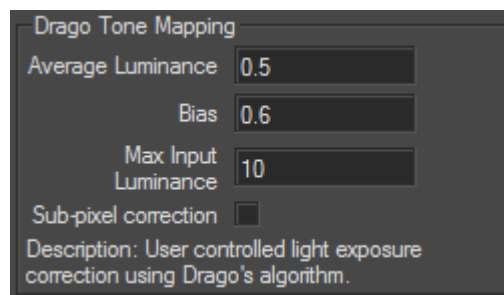 Drago Tone Mapping
Average Luminance 0.5
Bias 0.6
Max Input
Luminance 10
Sub-pixel correction
Description: User controlled light exposure
correction using Drago's algorithm.